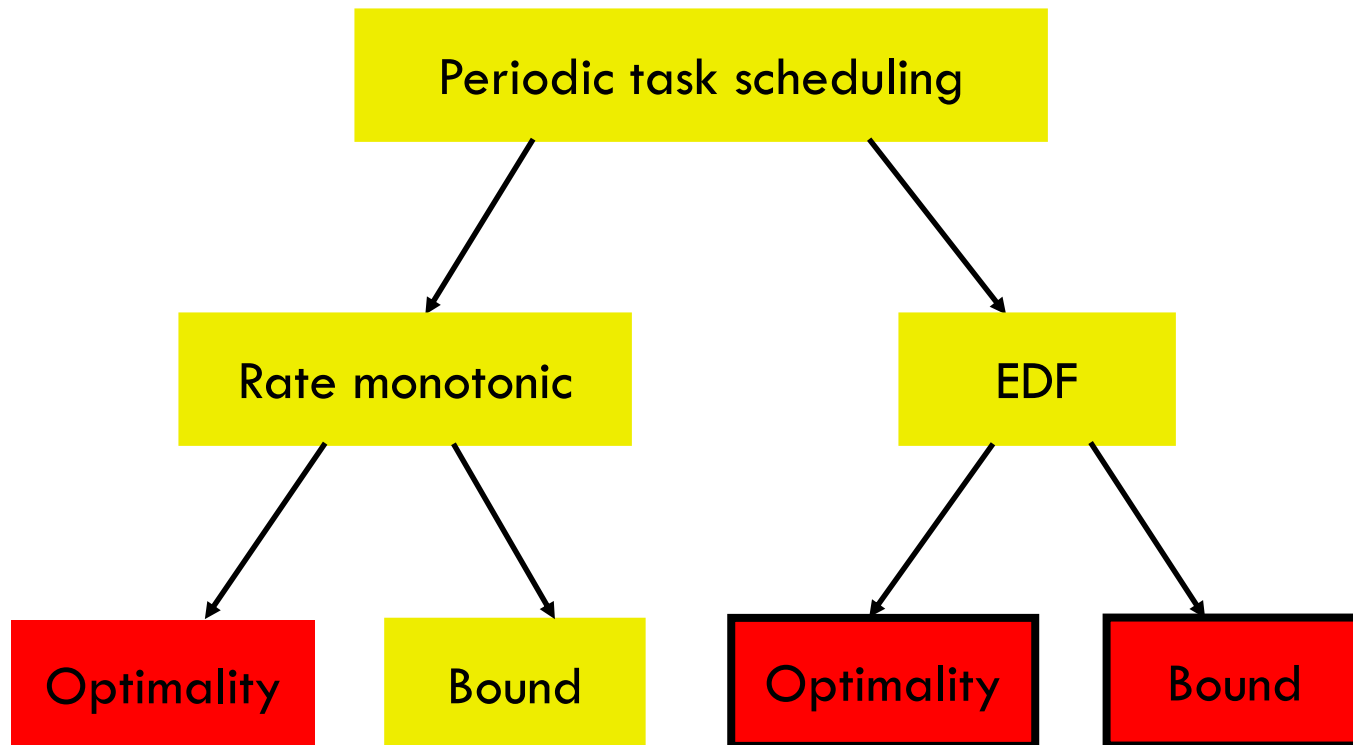 Periodic task scheduling
Rate monotonic
EDF
Optimality
Bound
Optimality
Bound